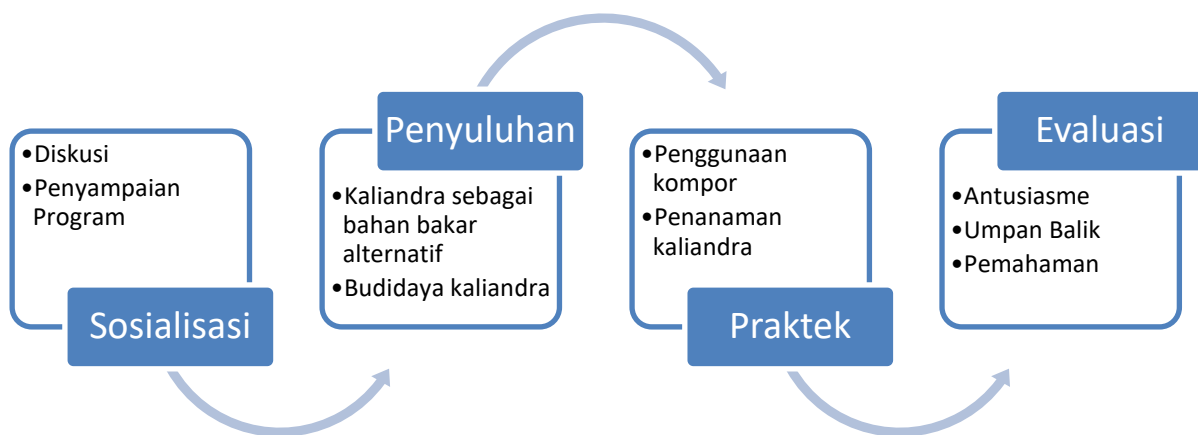 •Diskusi
•Penyampaian
Program
Sosialisasi
Penyuluhan
•Kaliandra sebagai
bahan bakar
alternatif
•Budidaya kaliandra
•Penggunaan
kompor
•Penanaman
kaliandra
Praktek
Evaluasi
•Antusiasme
•Umpan Balik
•Pemahaman